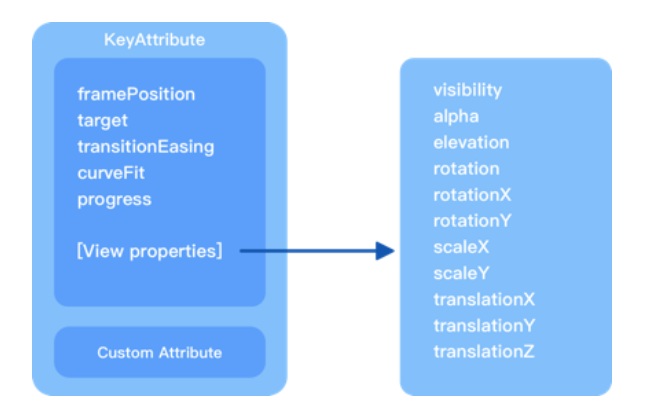 KeyAttribute
framePosition
target
transitionEasing
curveFit
progress
[View properties]
Custom Attribute
visibility
alpha
elevation
rotation
rotationX
rotationY
scaleX
scaleY
translationX
translationY
translationZ